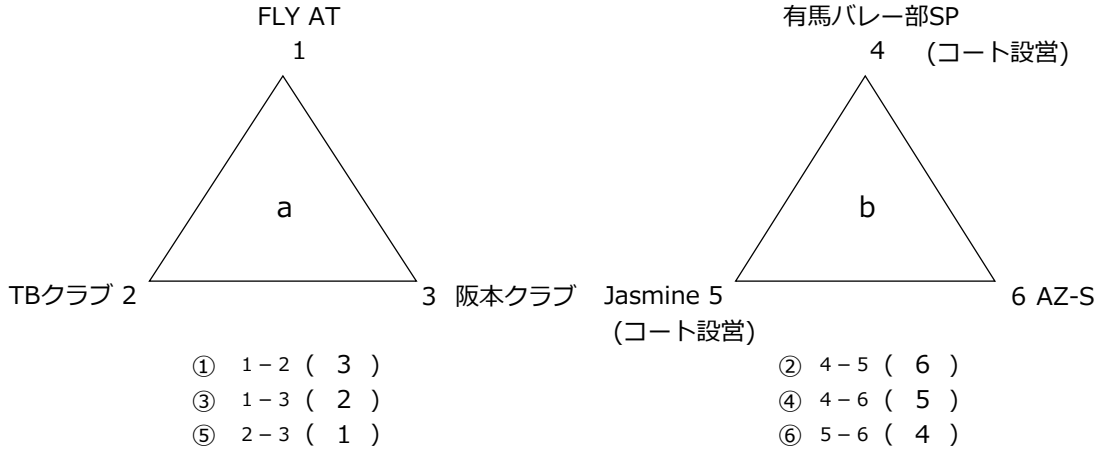 FLY AT
1
a
TBクラブ 2
3 阪本クラブ
① 1－2 ( 3 )
③ 1－3 ( 2 )
⑤ 2－3 ( 1 )
有馬バレー部SP
4 (コート設営)
b
Jasmine 5
(コート設営)
6 AZ-S
② 4－5 ( 6 )
④ 4－6 ( 5 )
⑥ 5－6 ( 4 )